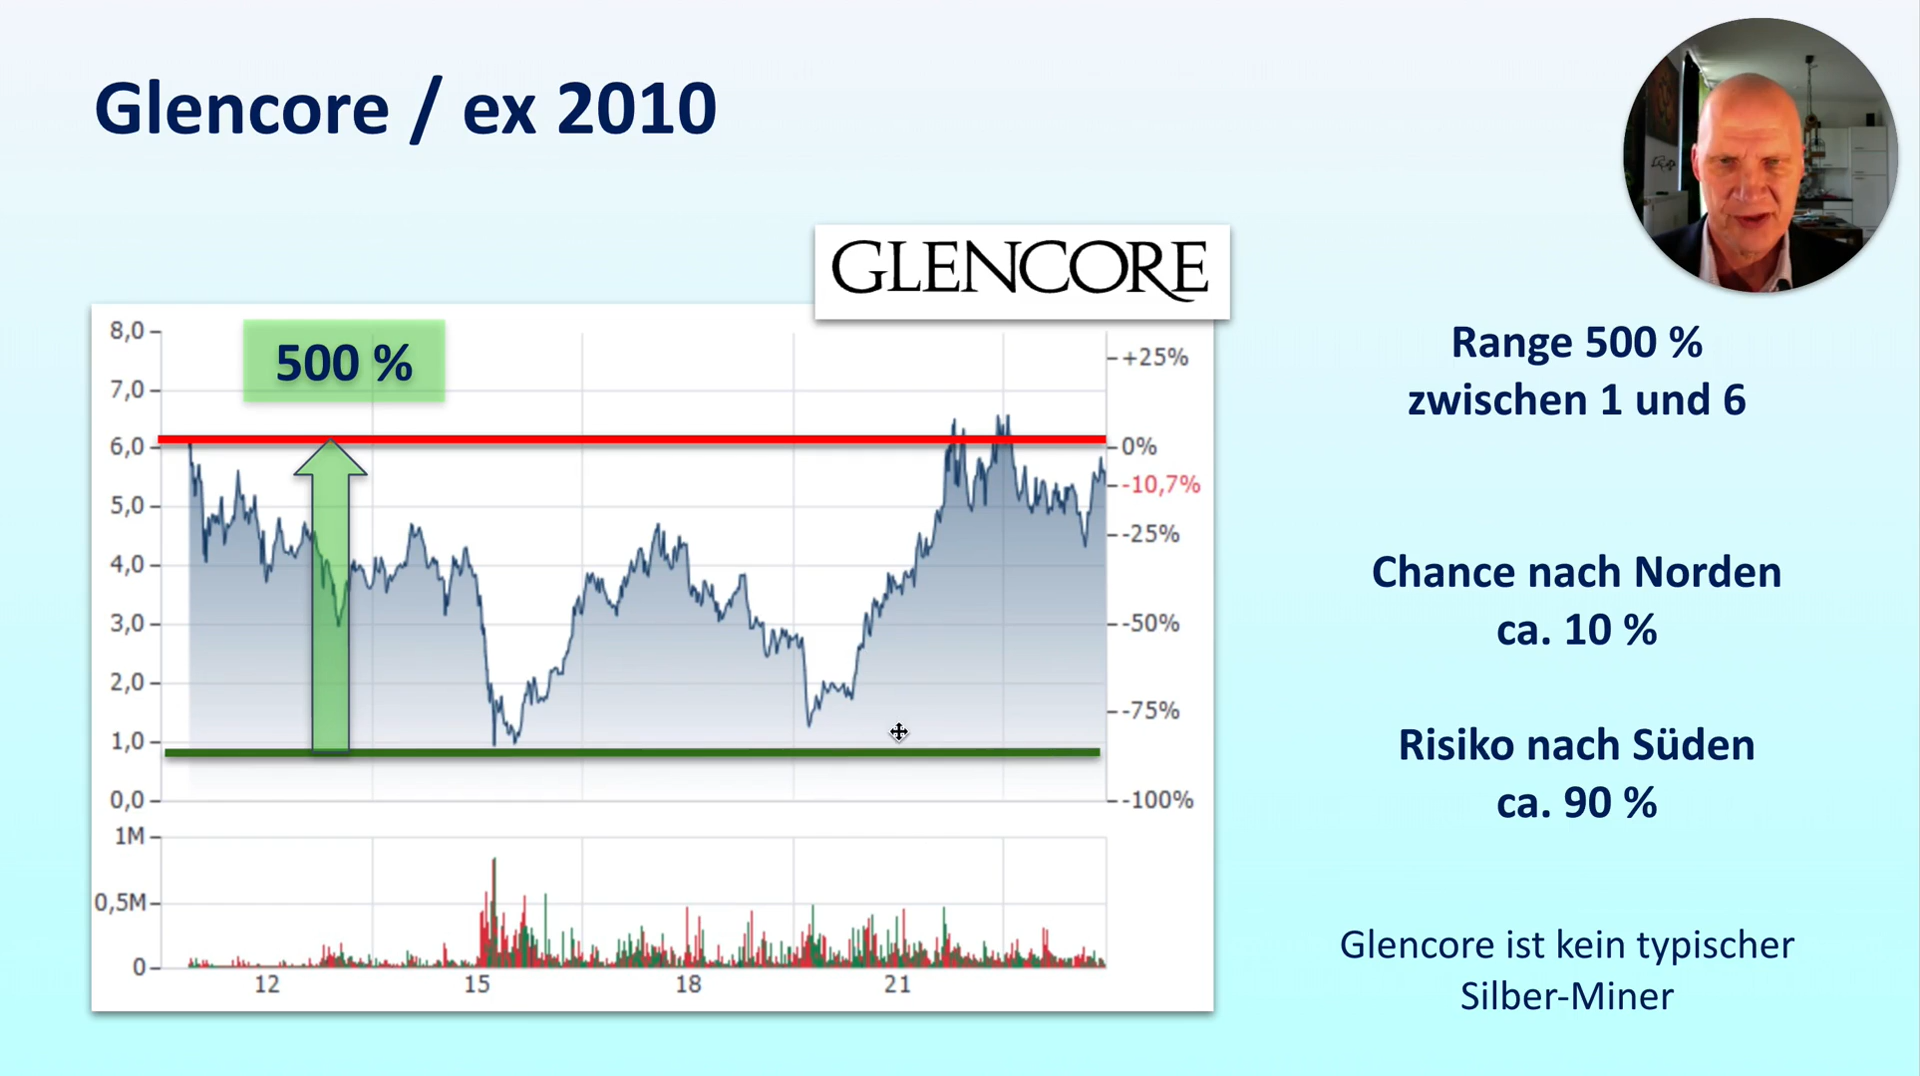 Glencore / ex 2010
GLENCORE
500 %
8,0
7,0
6,0
5,0
4,0
3,0
2,0
1,0
0,0
+25%
0%
-10,7%
-25%
-50%
-75%
-100%
1M
0,5M
0
12
15
18
21
Range 500 %
zwischen 1 und 6
Chance nach Norden
ca. 10 %
Risiko nach Süden
ca. 90 %
Glencore ist kein typischer
Silber-Miner